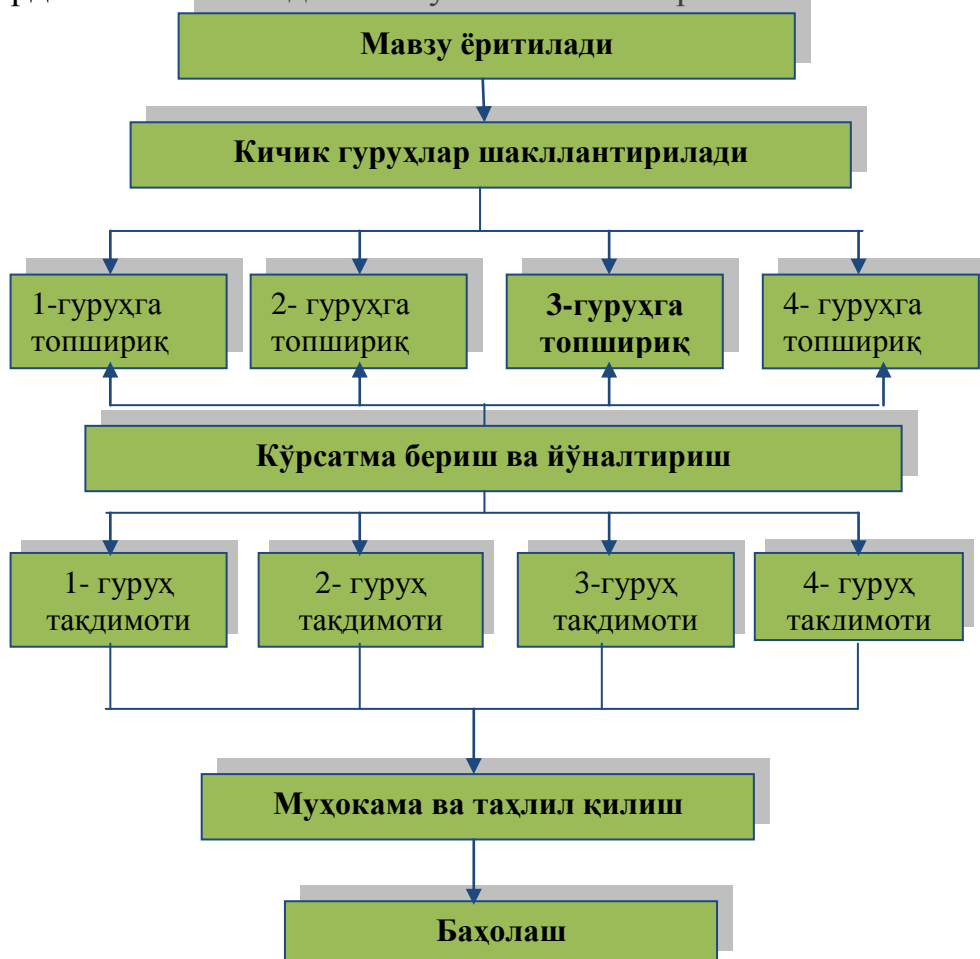 Мавзу ёритилади
Кичик гуруҳлар шакллантирилади
1-гуруҳга
топшириқ
2- гуруҳга
топшириқ
3-гуруҳга
топшириқ
4- гуруҳга
топшириқ
Кўрсатма бериш ва йўналтириш
1- гуруҳ
тақдимоти
2- гуруҳ
тақдимоти
3-гуруҳ
тақдимоти
4- гуруҳ
тақдимоти
Муҳокама ва таҳлил қилиш
Баҳолаш